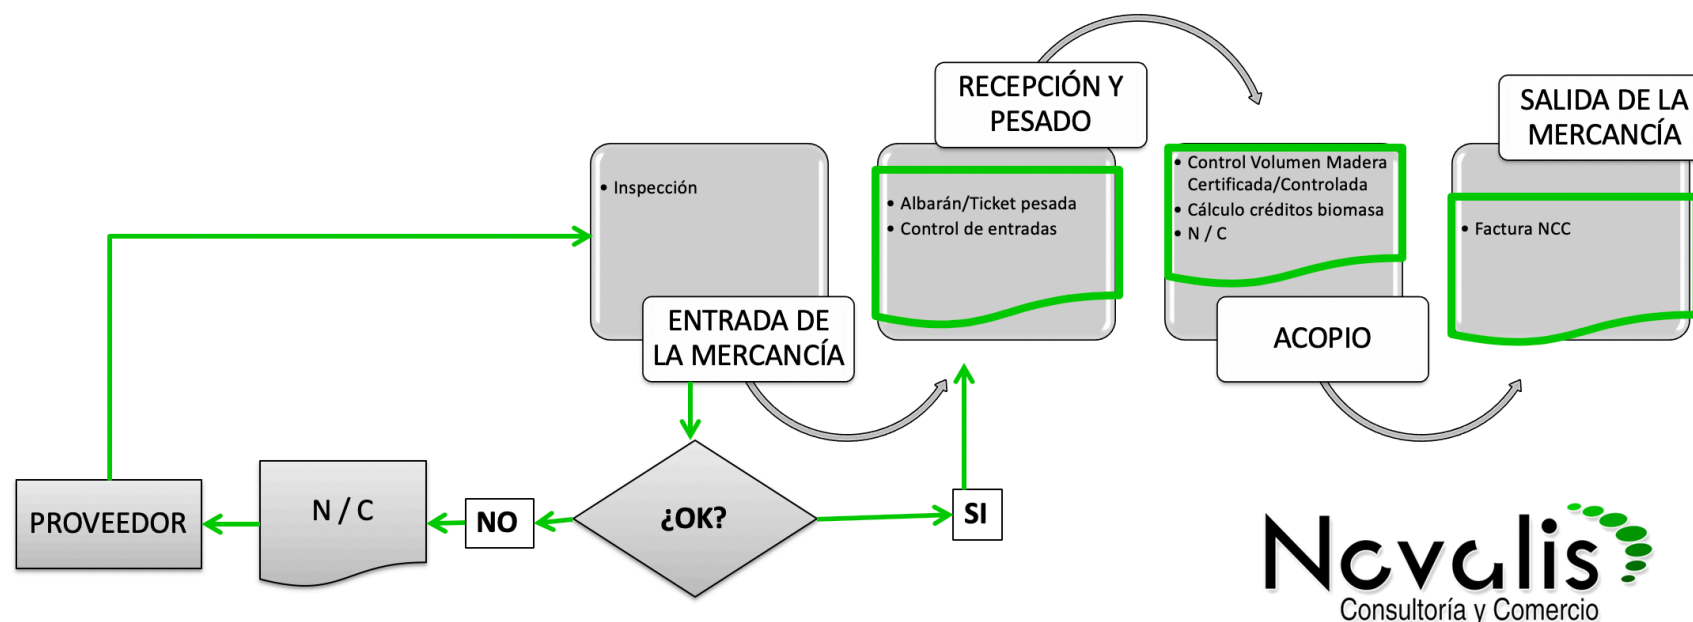 RECEPCIÓN Y
PESADO
SALIDA DE LA
MERCANCÍA
• Inspección
• Albarán/Ticket pesada
• Control de entradas
• Control Volumen Madera
Certificada/Controlada
• Cálculo créditos biomasa
• N / C
• Factura NCC
ENTRADA DE
LA MERCANCÍA
ACOPIO
PROVEEDOR
N / C
NO
¿OK?
SI
Novalis
Consultoría y Comercio